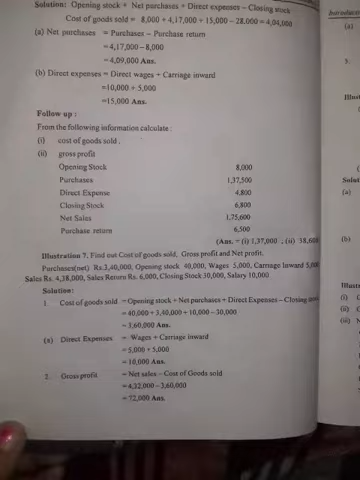 Solution: Opening stock + Net purchases + Direct expenses – Closing stock
Cost of goods sold = 8,000 + 4,17,000 + 15,000 – 28,000 = 4,04,000
(a) Net purchases = Purchases – Purchase return
= 4,17,000 – 8,000
= 4,09,000 Ans.
(b) Direct expenses = Direct wages + Carriage inward
=10,000 + 5,000
=15,000 Ans.
Follow up :
From the following information calculate :
(i) cost of goods sold .
(ii) gross profit
Opening Stock 8,000
Purchases 1,37,500
Direct Expense 4,800
Closing Stock 6,800
Net Sales 1,75,600
Purchase return 6,500
(Ans. = (i) 1,37,000 ; (ii) 38,600
Illustration 7. Find out Cost of goods sold, Gross profit and Net profit.
Purchases(net) Rs.3,40,000, Opening stock 40,000, Wages 5,000, Carriage Inward
Sales Rs. 4,38,000, Sales Return Rs. 6,000, Closing Stock 30,000, Salary 10,000
Solution:
1. Cost of goods sold = Opening stock + Net purchases + Direct Expenses – Closing
= 40,000 + 3,40,000 + 10,000 – 30,000
= 3,60,000 Ans.
(a) Direct Expenses = Wages + Carriage inward
= 5,000 + 5,000
= 10,000 Ans.
2. Gross profit = Net sales – Cost of Goods sold
= 4,32,000 – 3,60,000
= 72,000 Ans.
(a)
5.
(a)
(b)
(i)
(ii)